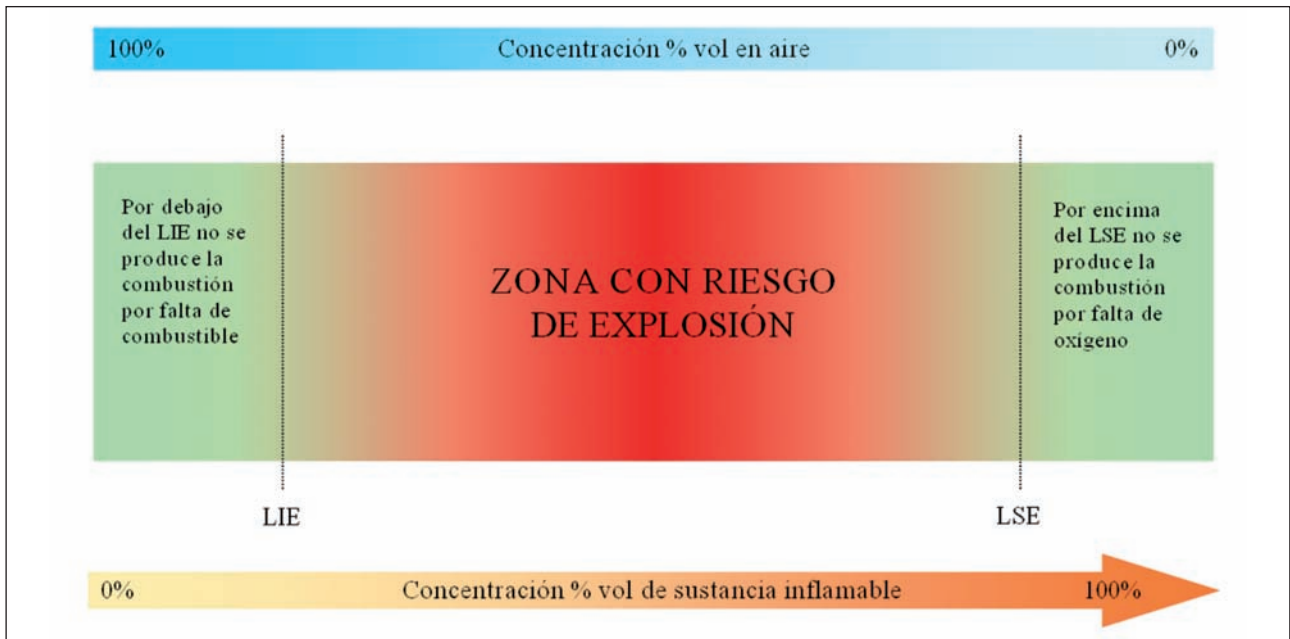 100% Concentración % vol en aire 0%
Por debajo
del LIE no se
produce la
combustión
por falta de
combustible
ZONA CON RIESGO
DE EXPLOSIÓN
Por encima
del LSE no se
produce la
combustión
por falta de
oxígeno
LIE
LSE
0% Concentración % vol de sustancia inflamable 100%